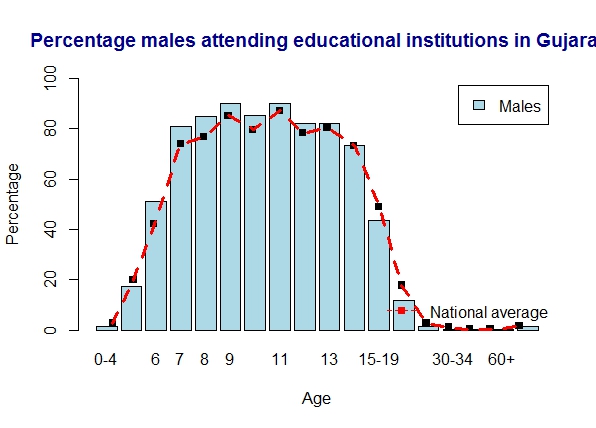 Percentage males attending educational institutions in Gujara
100
80
60
40
20
0
Percentage
Males
National average
0-4 6 7 8 9 11 13 15-19 30-34 60+
Age